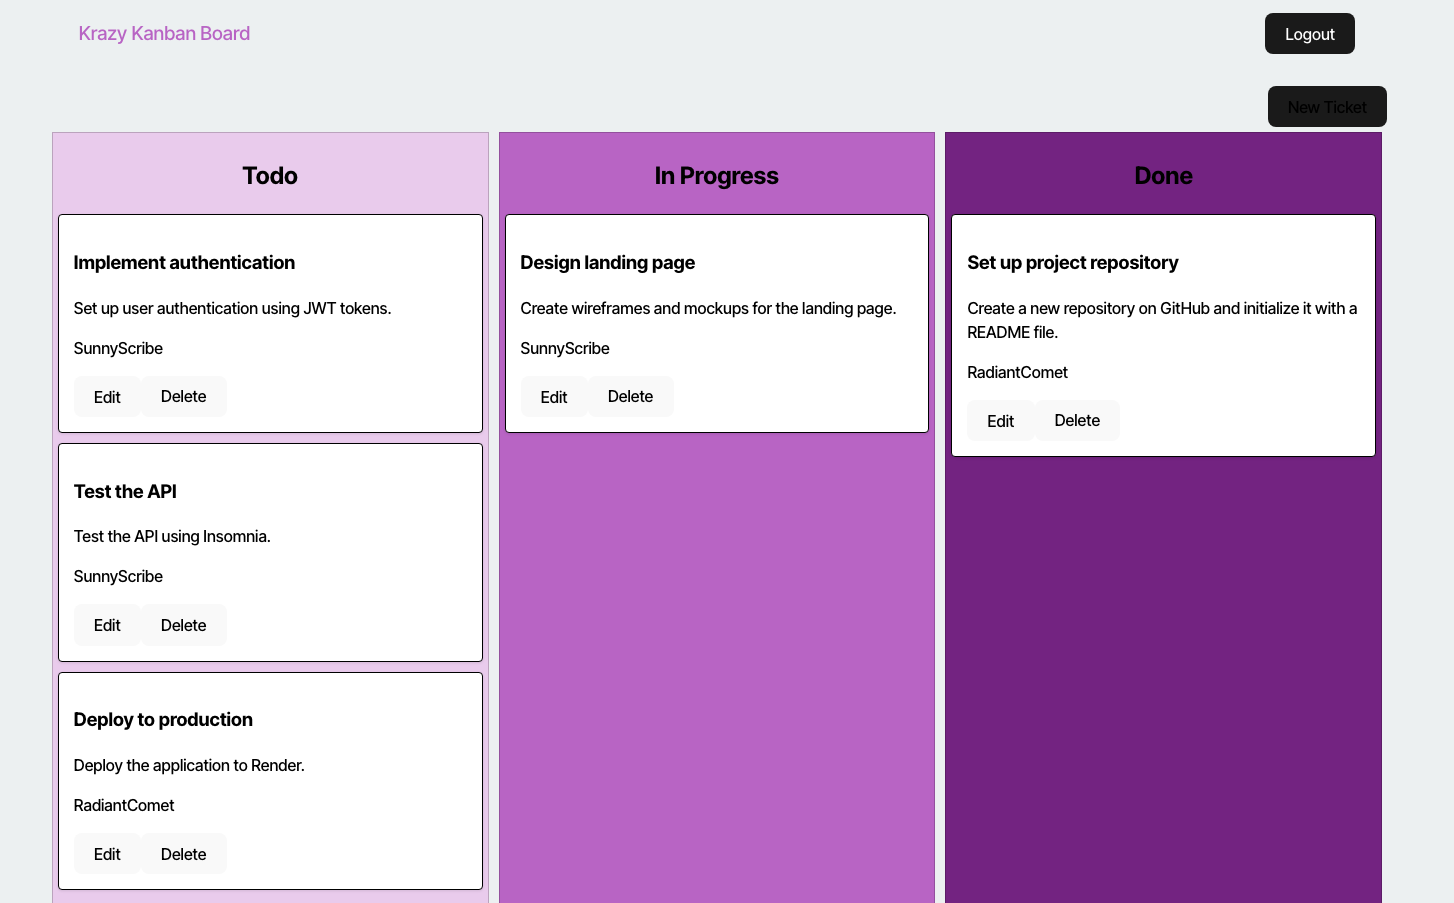 Krazy Kanban Board
Logout
New Ticket
Todo
Implement authentication
Set up user authentication using JWT tokens.
SunnyScribe
Edit
Delete
Test the API
Test the API using Insomnia.
SunnyScribe
Edit
Delete
Deploy to production
Deploy the application to Render.
RadiantComet
Edit
Delete
In Progress
Design landing page
Create wireframes and mockups for the landing page.
SunnyScribe
Edit
Delete
Done
Set up project repository
Create a new repository on GitHub and initialize it with a
README file.
RadiantComet
Edit
Delete